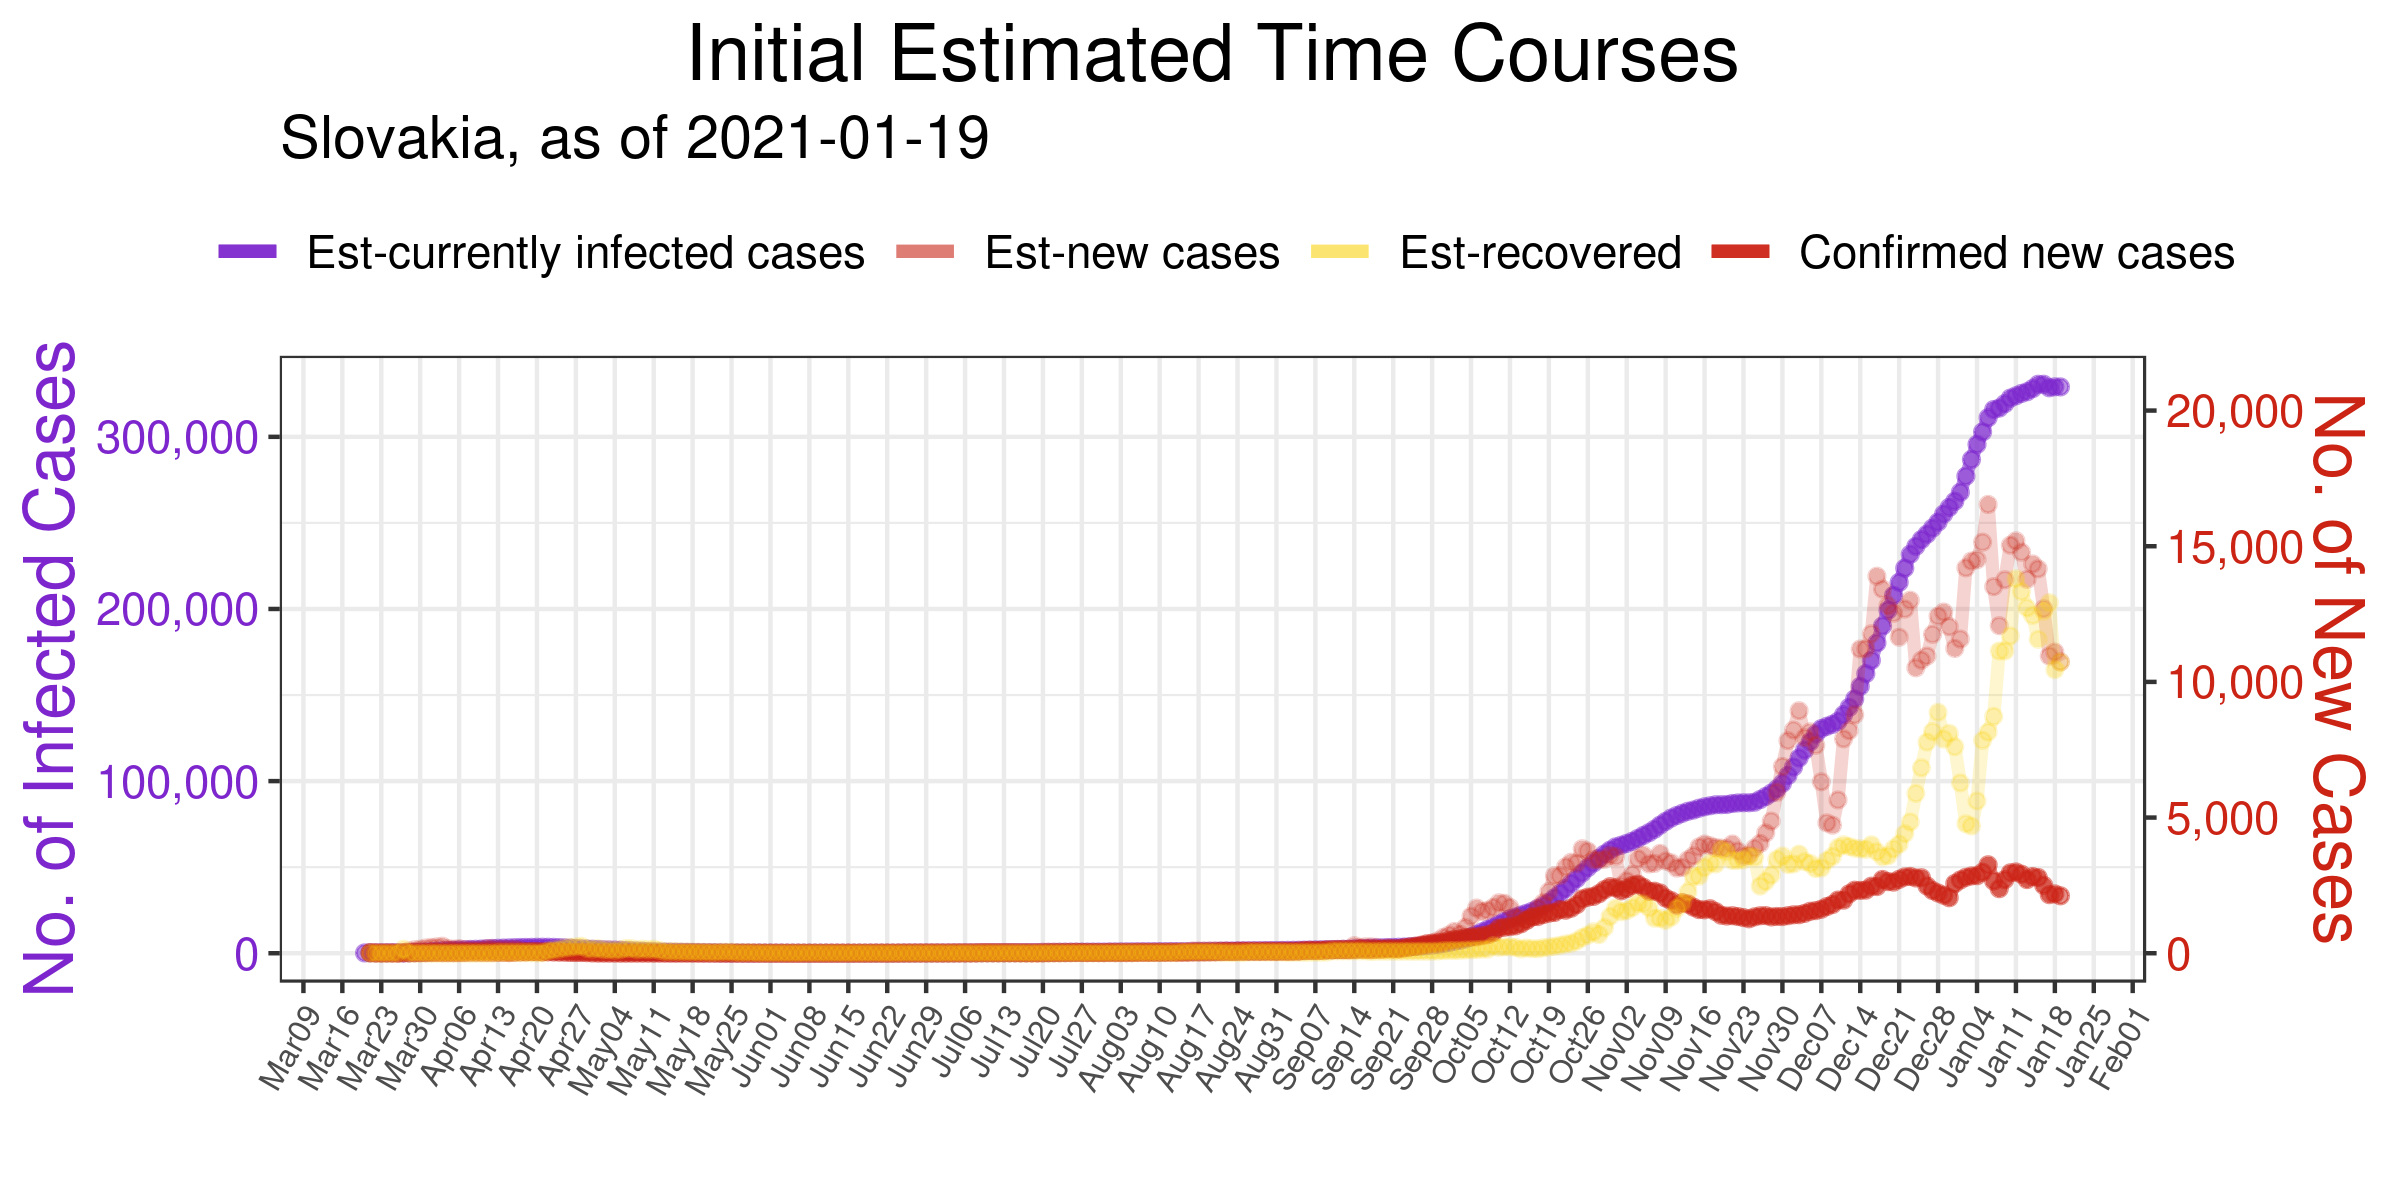 Initial Estimated Time Courses
Slovakia, as of 2021-01-19
Est-currently infected cases Est-new cases Est-recovered Confirmed new cases
No. of Infected Cases
300,000
200,000
100,000
0
20,000
15,000
10,000
5,000
0
No. of New Cases
Mar09 Mar16 Mar23 Mar30 Apr06 Apr13 Apr20 Apr27 May04 May11 May18 May25 Jun01 Jun08 Jun15 Jun22 Jun29 Jul06 Jul13 Jul20 Jul27 Aug03 Aug10 Aug17 Aug24 Aug31 Sep07 Sep14 Sep21 Sep28 Oct05 Oct12 Oct19 Oct26 Nov02 Nov09 Nov16 Nov23 Nov30 Dec07 Dec14 Dec21 Dec28 Jan04 Jan11 Jan18 Jan25 Feb01